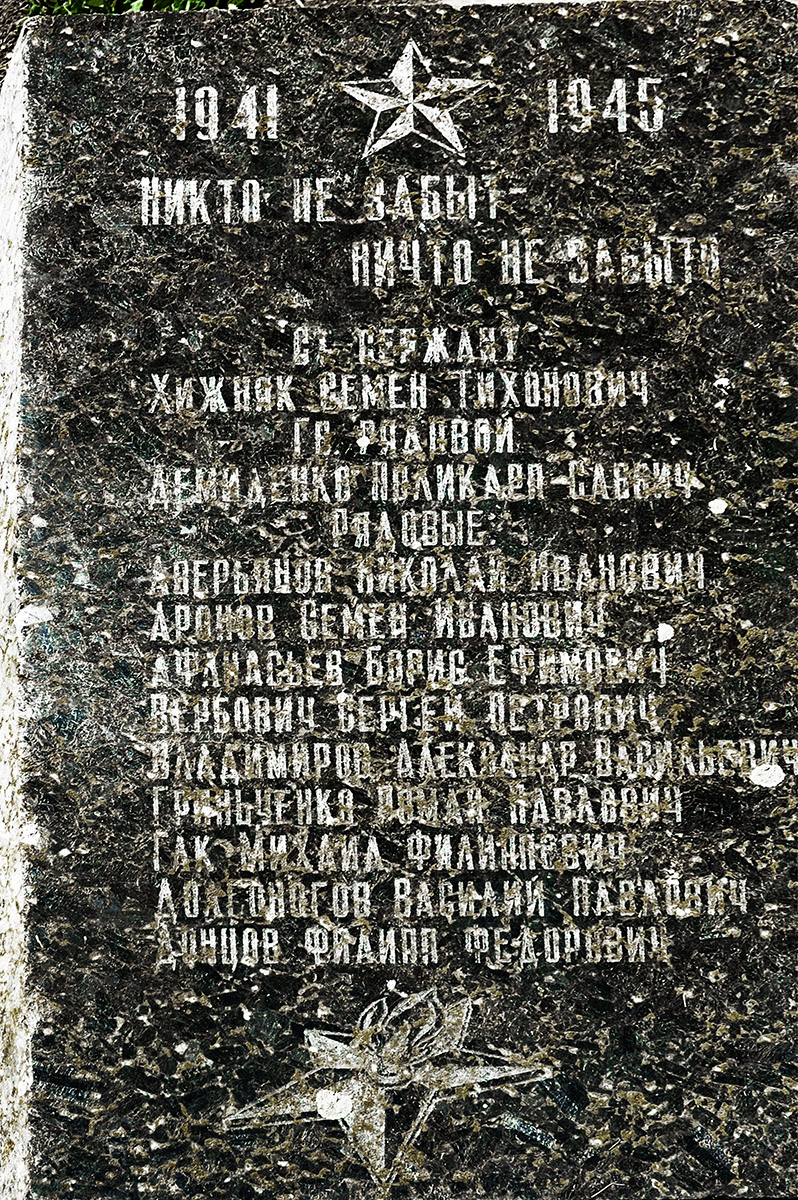 1941 1945
НИКТО НЕ ЗАБЫТ
НИЧТО НЕ ЗАБЫТО
СТ. СЕРЖАНТ
ХИЖНЯК СЕМЕН ТИХОНОВИЧ
ГВ. РЯДОВОЙ
ДЕМИДЕНКО ПОЛИКАРП САВВИЧ
РЯДОВЫЕ:
АВЕРЬЯНОВ НИКОЛАЙ ИВАНОВИЧ
АРОНОВ СЕМЕН ИВАНОВИЧ
АФАНАСЬЕВ БОРИС ЕФИМОВИЧ
ВЕРБОВИЧ СЕРГЕЙ ПЕТРОВИЧ
ВЛАДИМИРОВ АЛЕКСАНДР ВАСИЛЬЕВИЧ
ГРИНЬЧЕНКО РОМАН ПАВЛОВИЧ
ГАК МИХАИЛ ФИЛИППОВИЧ
ДОЛГОНОГОВ ВАСИЛИЙ ПАВЛОВИЧ
ДОНЦОВ ФИЛИПП ФЕДОРОВИЧ